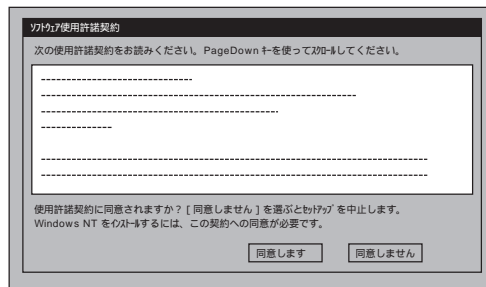 ｿﾌﾄｳｪｱ使用許諾契約
次の使用許諾契約をお読みください。PageDown ｷｰを使ってｽｸﾛｰﾙしてください。
使用許諾契約に同意されますか？ [ 同意しません ] を選ぶとｾｯﾄｱｯﾌﾟを中止します。
Windows NT をｲﾝｽﾄｰﾙするには、この契約への同意が必要です。
同意します　同意しません